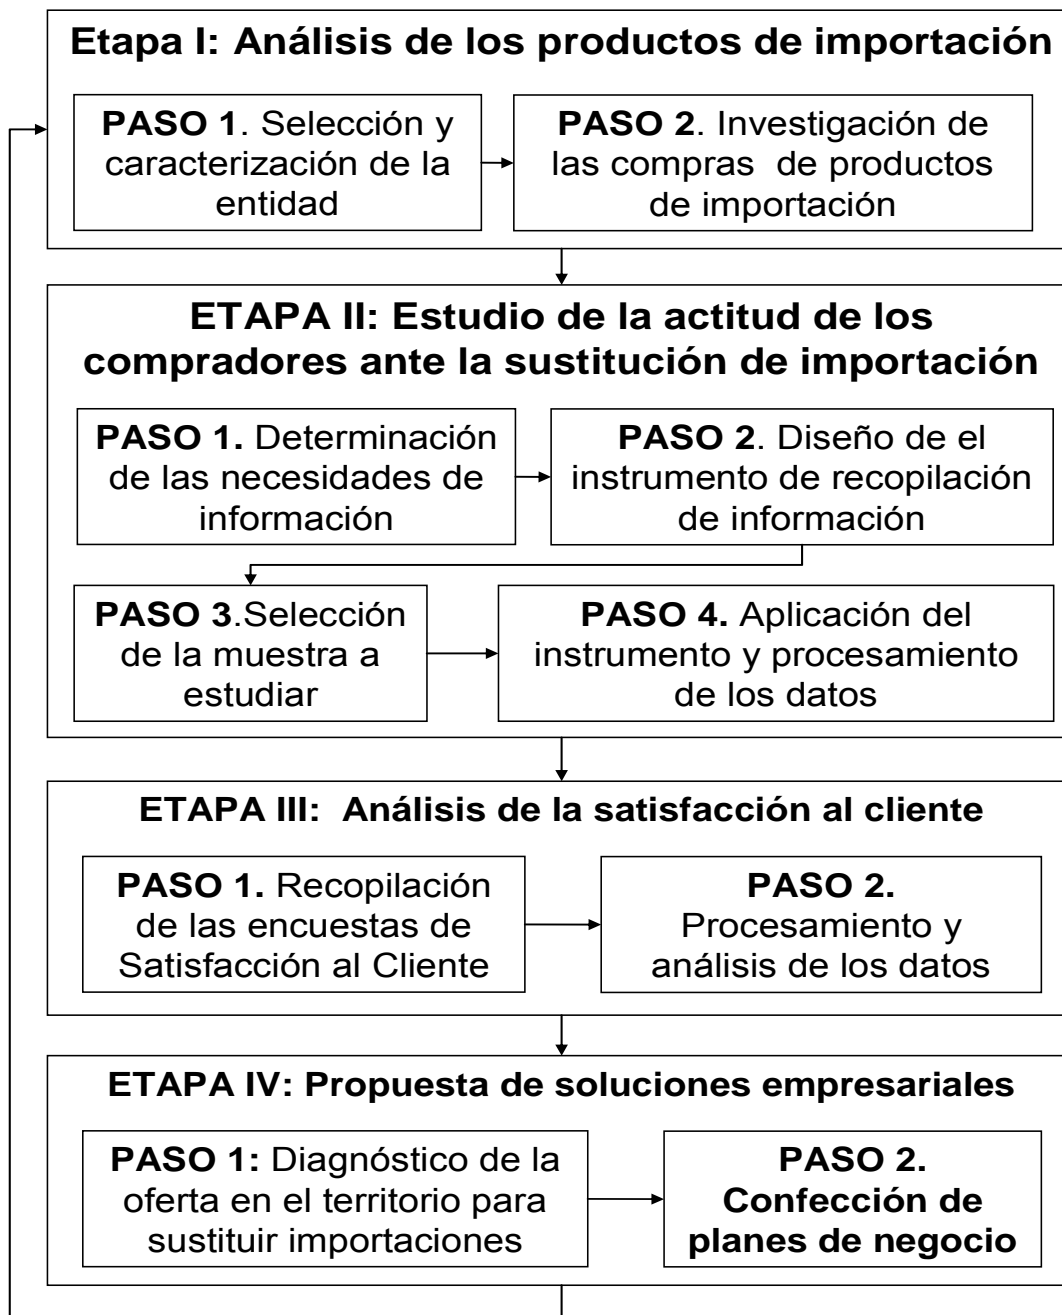 Etapa I: Análisis de los productos de importación
PASO 1. Selección y
caracterización de la
entidad
PASO 2. Investigación de
las compras de productos
de importación
ETAPA II: Estudio de la actitud de los
compradores ante la sustitución de importación
PASO 1. Determinación
de las necesidades de
información
PASO 2. Diseño de el
instrumento de recopilación
de información
PASO 3.Selección
de la muestra a
estudiar
PASO 4. Aplicación del
instrumento y procesamiento
de los datos
ETAPA III: Análisis de la satisfacción al cliente
PASO 1. Recopilación
de las encuestas de
Satisfacción al Cliente
PASO 2.
Procesamiento y
análisis de los datos
ETAPA IV: Propuesta de soluciones empresariales
PASO 1: Diagnóstico de la
oferta en el territorio para
sustituir importaciones
PASO 2.
Confección de
planes de negocio